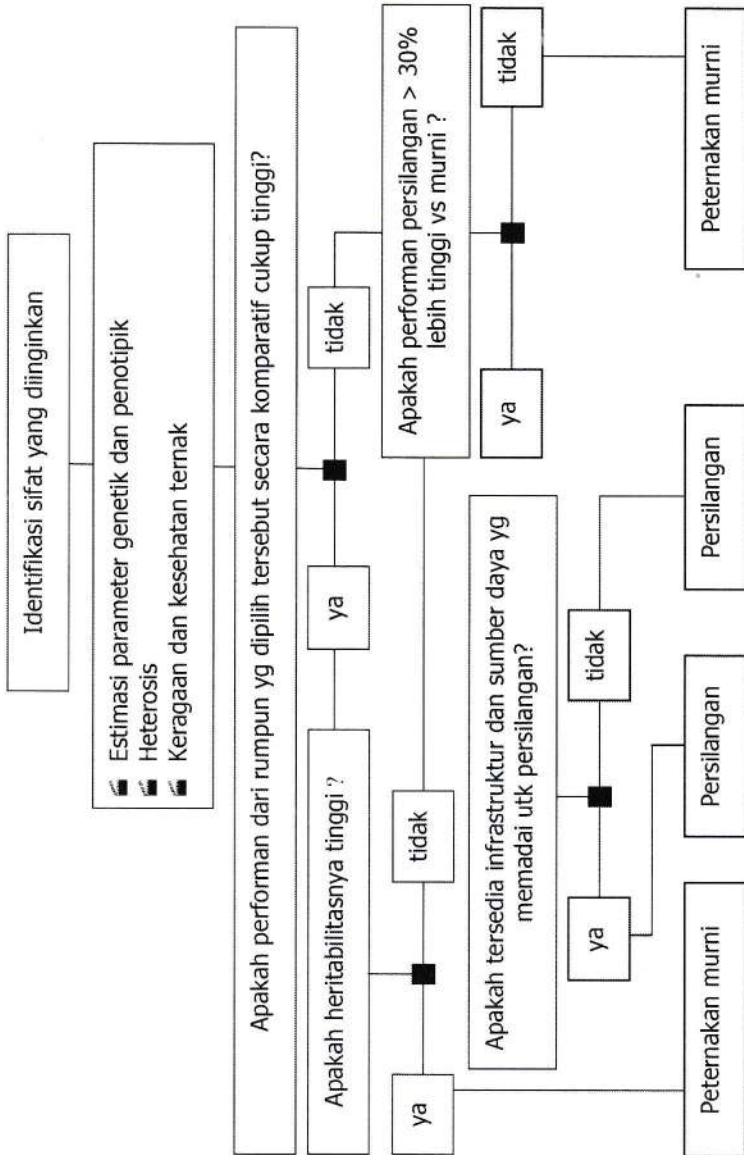 Identifikasi sifat yang diinginkan
Estimasi parameter genetik dan penotipik
Heterosis
Keragaan dan kesehatan ternak
Apakah performan dari rumpun yg dipilih tersebut secara komparatif cukup tinggi?
ya
tidak
Apakah heritabilitasnya tinggi ?
Apakah performan persilangan > 30%
lebih tinggi vs murni ?
ya
tidak
ya
tidak
Apakah tersedia infrastruktur dan sumber daya yg
memadai utk persilangan?
ya
tidak
Peternakan murni
Persilangan
Persilangan
Peternakan murni